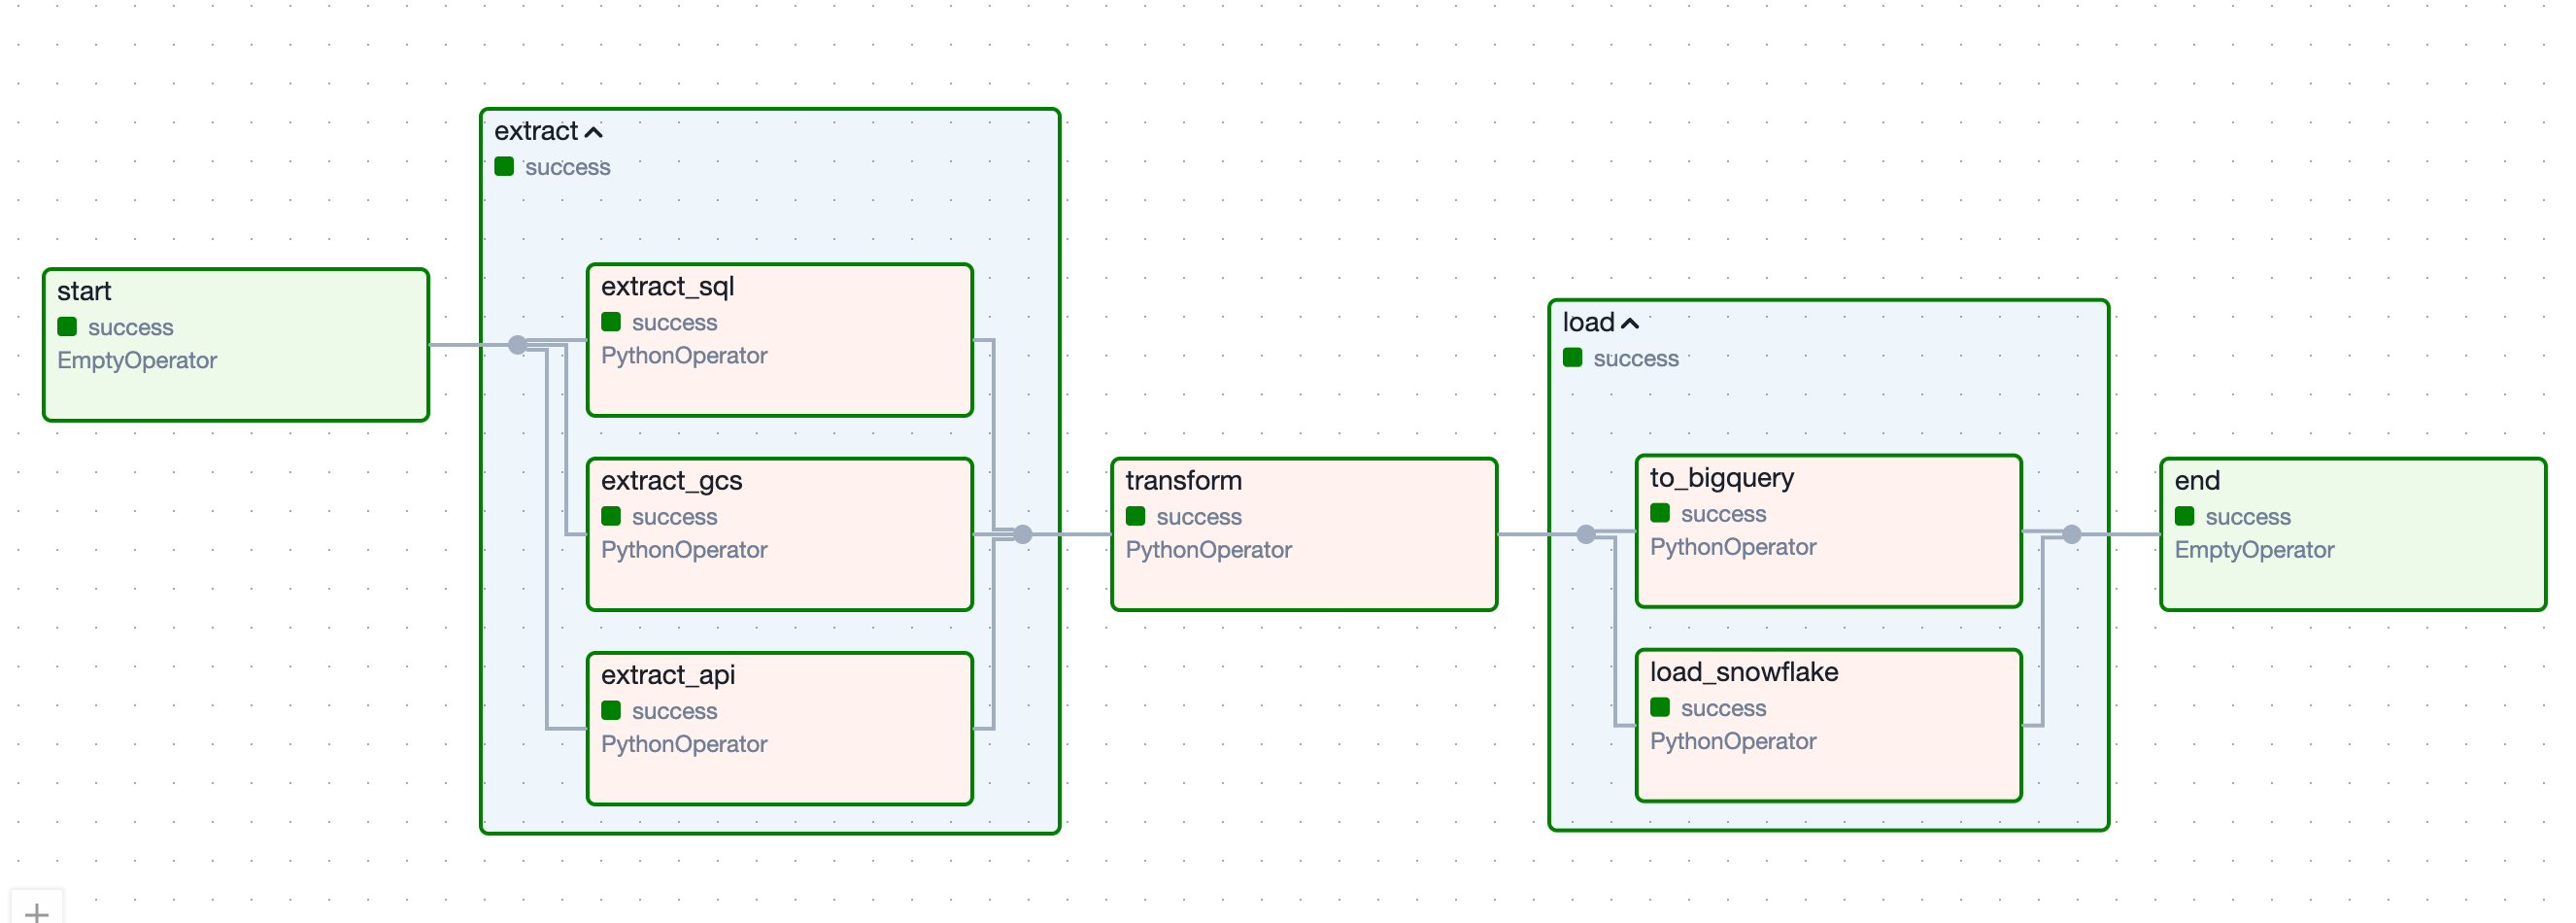 start
success
EmptyOperator
extract
success
extract_sql
success
PythonOperator
extract_gcs
success
PythonOperator
extract_api
success
PythonOperator
transform
success
PythonOperator
load
success
to_bigquery
success
PythonOperator
load_snowflake
success
PythonOperator
end
success
EmptyOperator